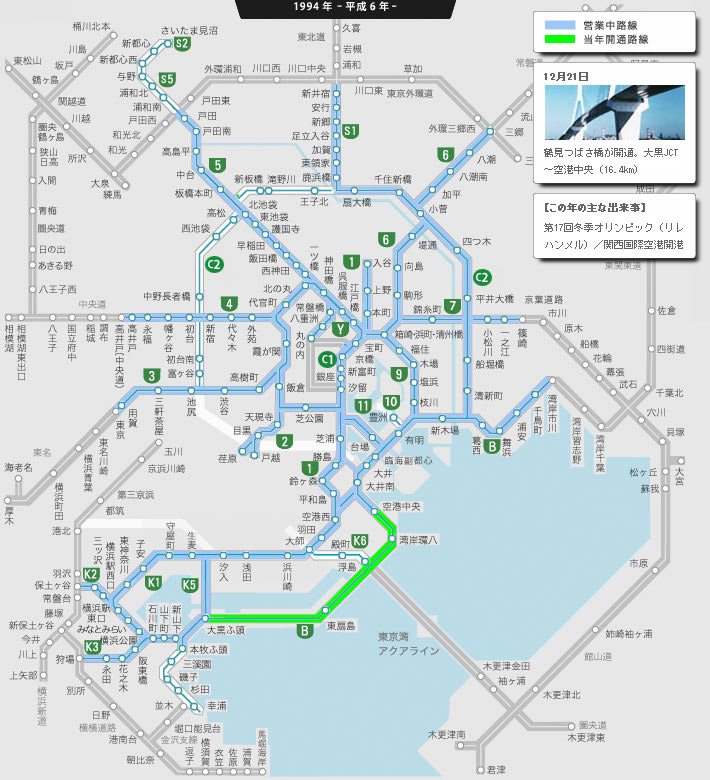 1994年 -平成6年-
営業中路線
当年開通路線
12月21日
鶴見つばさ橋が開通。大黒JCT
～空港中央（16.4km）
【この年の主な出来事】
第17回冬季オリンピック（リレ
ハンメル）／関西国際空港開港
桶川北本
さいたま見沼
S2
新都心
新都心西
与野
S5
浦和北
浦和南
川島
坂戸
東松山
鶴ヶ島
関越道
川越
圏央鶴ヶ島
狭山日高
所沢
入間
青梅
圏央道
日の出
あきる野
八王子西
大泉
練馬
和光
和光北
戸田西
戸田東
戸田
戸田南
外環浦和
川口西
川口中央
川口東
東北道
久喜
岩槻
浦和
草加
東京外環道
外環三郷西
三郷
流山
常磐道
新井宿
安行
新郷
足立入谷
加賀
東領家
鹿浜橋
S1
高島平
中台
板橋本町
5
新板橋
滝野川
王子北
扇大橋
千住新橋
小菅
加平
八潮南
八潮
6
高松
西池袋
C2
中野長者橋
北池袋
東池袋
護国寺
早稲田
飯田橋
西神田
一ツ橋
神田橋
呉服橋
江戸橋
1
入谷
上野
本町
6
堤通
向島
駒形
四つ木
C2
平井大橋
錦糸町
7
小松川
一之江
篠崎
京葉道路
市川
原木
船橋
花輪
幕張
武石
千葉北
穴川
貝塚
大宮
松ヶ丘
蘇我
市原
姉崎袖ヶ浦
館山道
成田
東関東道
佐倉
四街道
中央道
相模湖
相模湖東出口
八王子
国立府中
稲城
調布
高井戸(中央道)
高井戸
永福
幡ヶ谷
初台
新宿
代々木
外苑
4
代官町
北の丸
霞が関
常盤橋
八重洲
丸の内
Y
C1
銀座
京橋
宝町
新富町
汐留
箱崎・浜町・清州橋
福住
木場
塩浜
枝川
9
船堀橋
清新町
初台南
富ヶ谷
3
用賀
三軒茶屋
池尻
渋谷
高樹町
飯倉
天現寺
目黒
荏原
戸越
2
芝公園
芝浦
11
10
豊洲
有明
台場
臨海副都心
新木場
葛西
舞浜
浦安
千鳥町
湾岸市川
湾岸習志野
湾岸千葉
B
大井
大井南
勝島
1
鈴ヶ森
平和島
空港西
羽田
大師
空港中央
湾岸環八
殿町
K6
浮島
東京
東名
東名川崎
横浜青葉
横浜町田
海老名
厚木
玉川
京浜川崎
第三京浜
都筑
港北
羽沢
保土ヶ谷
常盤台
藤塚
新保土ヶ谷
今井
川上
上矢部
横浜新道
狩場
K3
K2
三ッ沢
横浜駅西口
東神奈川
子安
守屋町
生麦
K1
K5
汐入
浅田
浜川崎
横浜駅東口
みなとみらい
横浜公園
石川町
山下町
新山下
大黒ふ頭
本牧ふ頭
B
東扇島
永田
花之木
阪東橋
三溪園
磯子
杉田
幸浦
並木
別所
日野
横横道路
港南台
朝比奈
堀口能見台
金沢支線
逗子
横須賀
衣笠
佐原
浦賀
馬堀海岸
東京湾アクアライン
木更津金田
袖ヶ浦
木更津北
圏央道
木更津東
木更津南
君津